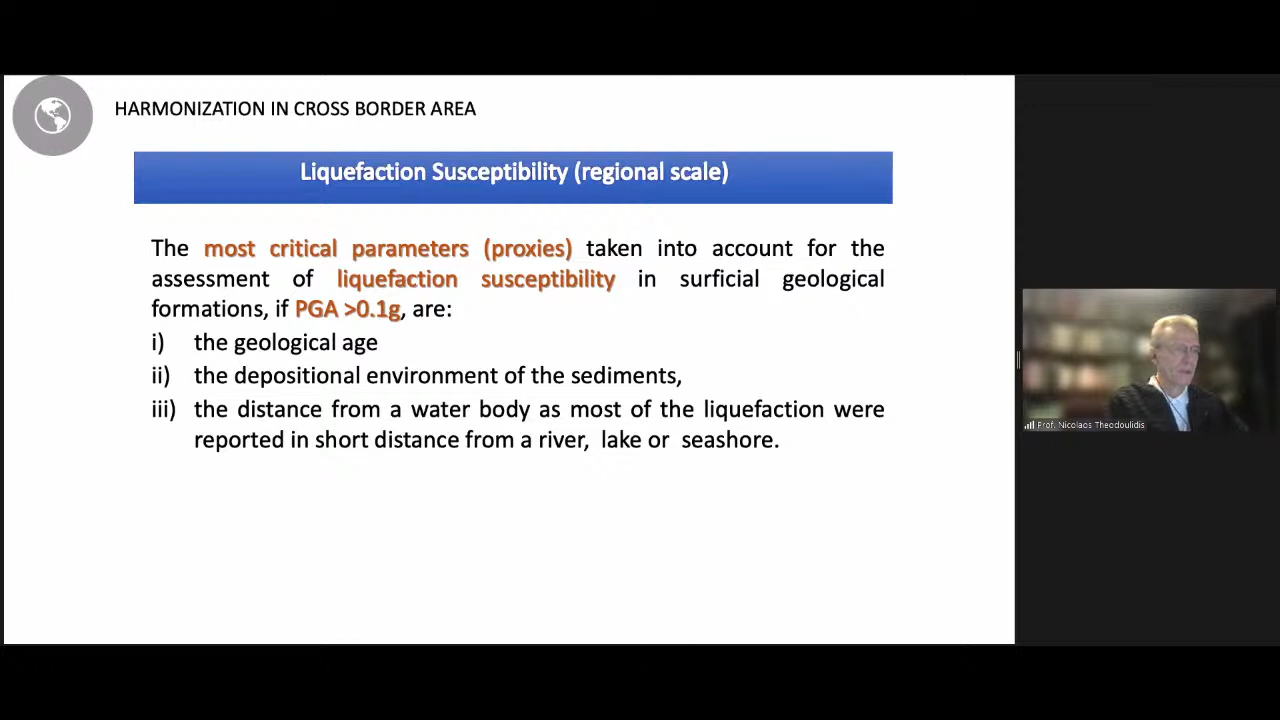 HARMONIZATION IN CROSS BORDER AREA
Liquefaction Susceptibility (regional scale)
The most critical parameters (proxies) taken into account for the
assessment of liquefaction susceptibility in surficial geological
formations, if PGA >0.1g, are:
i) the geological age
ii) the depositional environment of the sediments,
iii) the distance from a water body as most of the liquefaction were
reported in short distance from a river, lake or seashore.
Prof. Nicolaos Theodoulidis